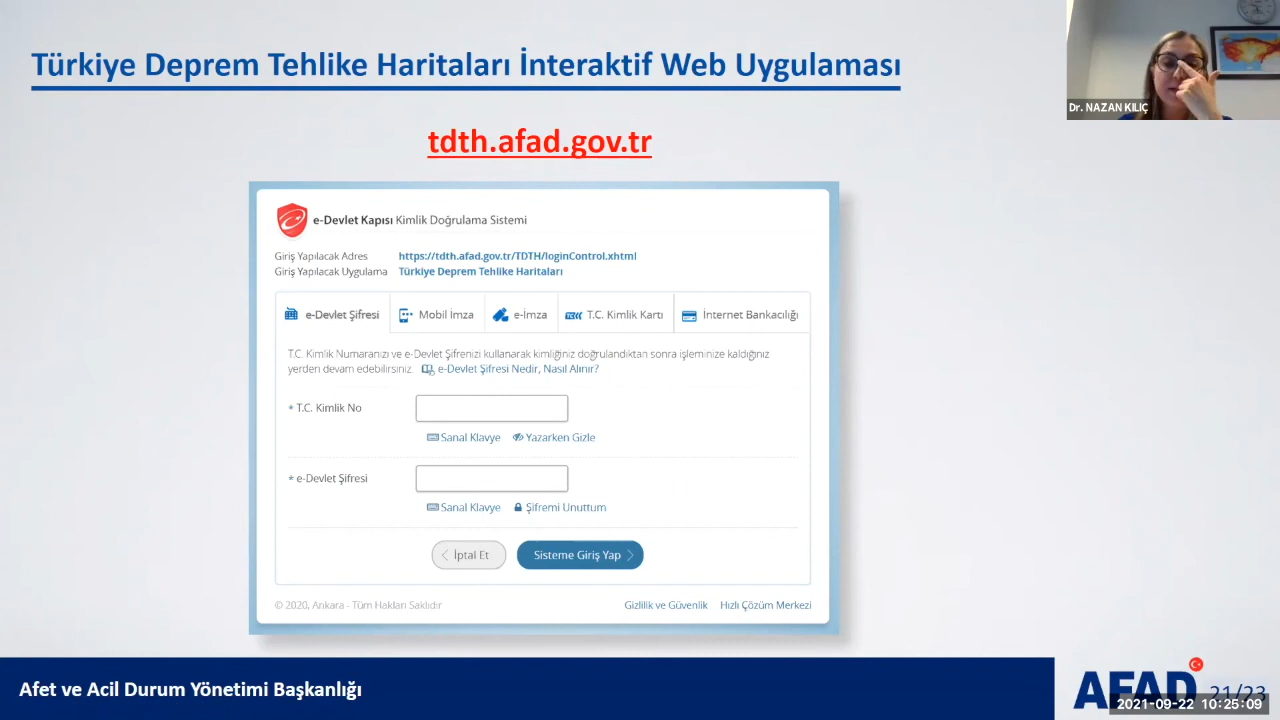 Türkiye Deprem Tehlike Haritaları İnteraktif Web Uygulaması
Dr. NAZAN KILIÇ
tdth.afad.gov.tr
e-Devlet Kapısı Kimlik Doğrulama Sistemi
Giriş Yapılacak Adres https://tdth.afad.gov.tr/TDTH/loginControl.xhtml
Giriş Yapılacak Uygulama Türkiye Deprem Tehlike Haritaları
e-Devlet Şifresi Mobil İmza e-İmza T.C. Kimlik Kartı İnternet Bankacılığı
T.C. Kimlik Numaranızı ve e-Devlet Şifrenizi kullanarak kimliğiniz doğrulandıktan sonra işleminize kaldığınız
yerden devam edebilirsiniz. e-Devlet Şifresi Nedir, Nasıl Alınır?
* T.C. Kimlik No
Sanal Klavye Yazarken Gizle
* e-Devlet Şifresi
Sanal Klavye Şifremi Unuttum
İptal Et Sisteme Giriş Yap
© 2020, Ankara - Tüm Hakları Saklıdır Gizlilik ve Güvenlik Hızlı Çözüm Merkezi
Afet ve Acil Durum Yönetimi Başkanlığı
AFAD 21/23
2021-09-22 10:25:09